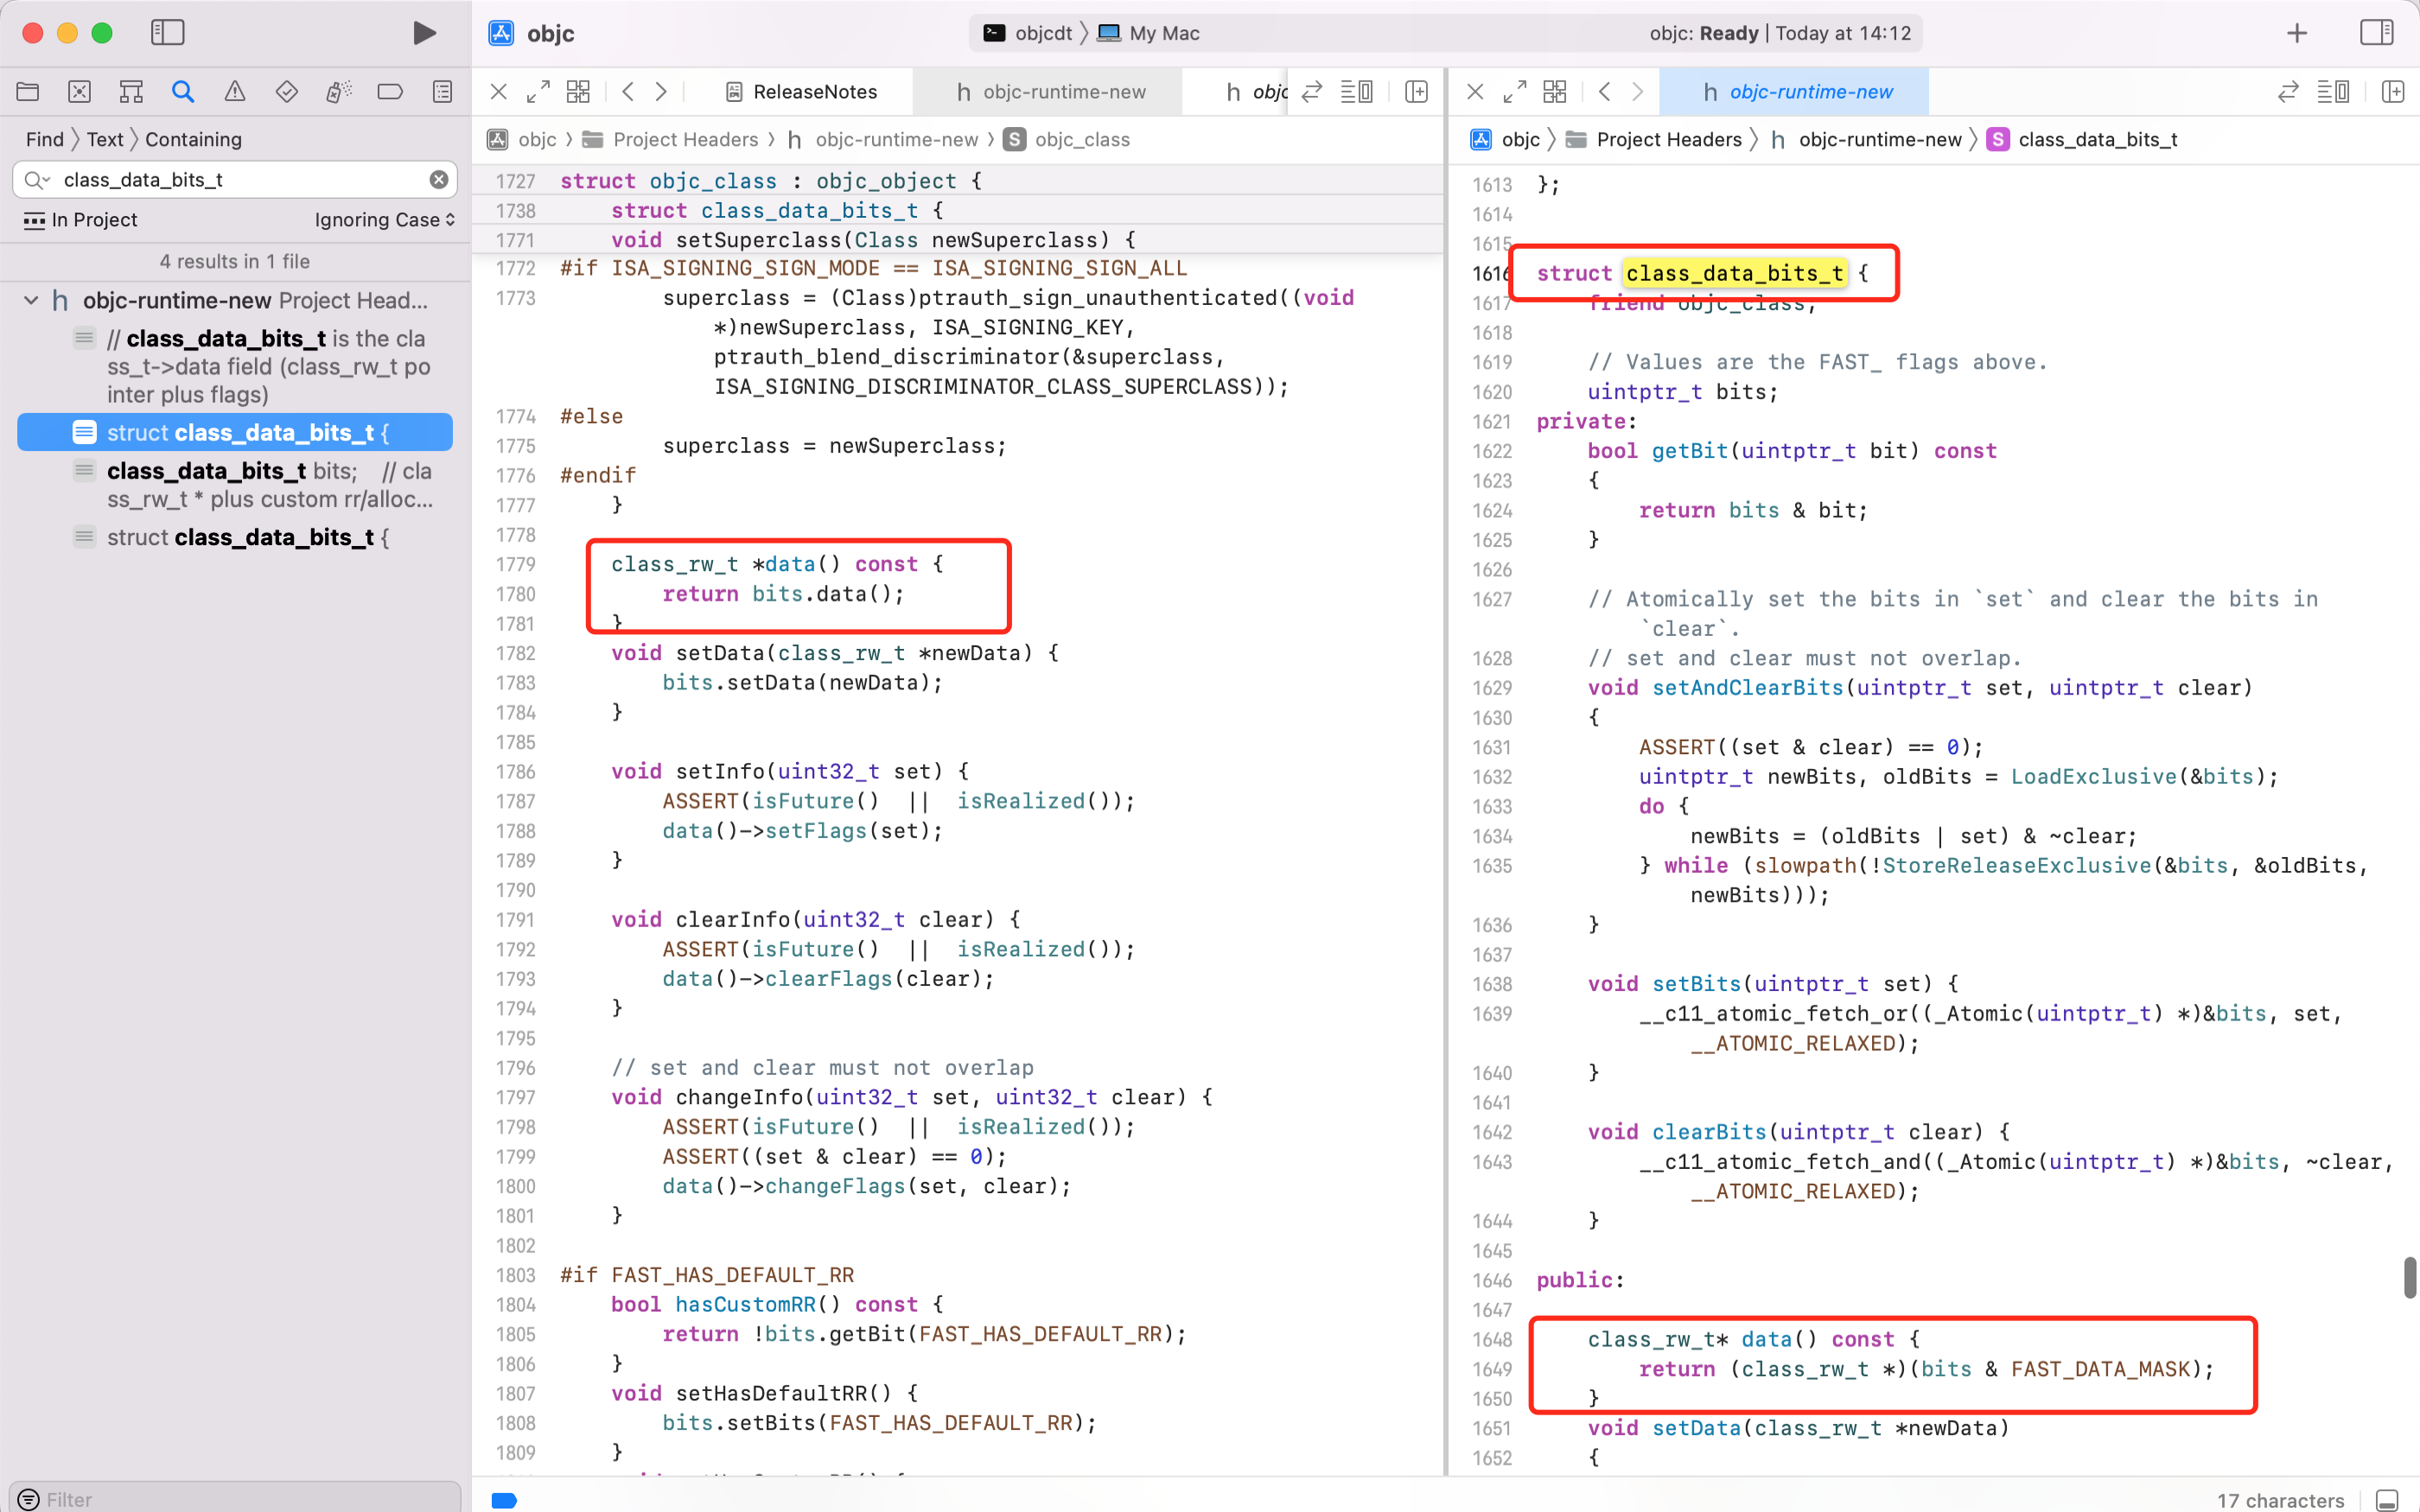 objc
objcdt 〉 My Mac
objc: Ready | Today at 14:12
Find 〉 Text 〉 Containing
class_data_bits_t
In Project
Ignoring Case
4 results in 1 file
objc-runtime-new Project Head...
// class_data_bits_t is the cla
ss_t->data field (class_rw_t po
inter plus flags)
struct class_data_bits_t {
class_data_bits_t bits; // cla
ss_rw_t * plus custom rr/alloc...
struct class_data_bits_t {
Filter
ReleaseNotes
h objc-runtime-new
h objc
objc 〉 Project Headers 〉 h objc-runtime-new 〉 S objc_class
1727 struct objc_class : objc_object {
1738 struct class_data_bits_t {
1771 void setSuperclass(Class newSuperclass) {
1772 #if ISA_SIGNING_SIGN_MODE == ISA_SIGNING_SIGN_ALL
1773 superclass = (Class)ptrauth_sign_unauthenticated((void
*)newSuperclass, ISA_SIGNING_KEY,
ptrauth_blend_discriminator(&superclass,
ISA_SIGNING_DISCRIMINATOR_CLASS_SUPERCLASS));
1774 #else
1775 superclass = newSuperclass;
1776 #endif
1777 }
1778
1779 class_rw_t *data() const {
1780 return bits.data();
1781 }
1782 void setData(class_rw_t *newData) {
1783 bits.setData(newData);
1784 }
1785
1786 void setInfo(uint32_t set) {
1787 ASSERT(isFuture() || isRealized());
1788 data()->setFlags(set);
1789 }
1790
1791 void clearInfo(uint32_t clear) {
1792 ASSERT(isFuture() || isRealized());
1793 data()->clearFlags(clear);
1794 }
1795
1796 // set and clear must not overlap
1797 void changeInfo(uint32_t set, uint32_t clear) {
1798 ASSERT(isFuture() || isRealized());
1799 ASSERT((set & clear) == 0);
1800 data()->changeFlags(set, clear);
1801 }
1802
1803 #if FAST_HAS_DEFAULT_RR
1804 bool hasCustomRR() const {
1805 return !bits.getBit(FAST_HAS_DEFAULT_RR);
1806 }
1807 void setHasDefaultRR() {
1808 bits.setBits(FAST_HAS_DEFAULT_RR);
1809 }
h objc-runtime-new
objc 〉 Project Headers 〉 h objc-runtime-new 〉 S class_data_bits_t
1613 };
1614
1615
1616 struct class_data_bits_t {
1617 friend objc_class;
1618
1619 // Values are the FAST_ flags above.
1620 uintptr_t bits;
1621 private:
1622 bool getBit(uintptr_t bit) const
1623 {
1624 return bits & bit;
1625 }
1626
1627 // Atomically set the bits in `set` and clear the bits in
`clear`.
1628 // set and clear must not overlap.
1629 void setAndClearBits(uintptr_t set, uintptr_t clear)
1630 {
1631 ASSERT((set & clear) == 0);
1632 uintptr_t newBits, oldBits = LoadExclusive(&bits);
1633 do {
1634 newBits = (oldBits | set) & ~clear;
1635 } while (slowpath(!StoreReleaseExclusive(&bits, &oldBits,
newBits)));
1636 }
1637
1638 void setBits(uintptr_t set) {
1639 __c11_atomic_fetch_or((_Atomic(uintptr_t) *)&bits, set,
__ATOMIC_RELAXED);
1640 }
1641
1642 void clearBits(uintptr_t clear) {
1643 __c11_atomic_fetch_and((_Atomic(uintptr_t) *)&bits, ~clear,
__ATOMIC_RELAXED);
1644 }
1645
1646 public:
1647
1648 class_rw_t* data() const {
1649 return (class_rw_t *)(bits & FAST_DATA_MASK);
1650 }
1651 void setData(class_rw_t *newData)
1652 {
17 characters